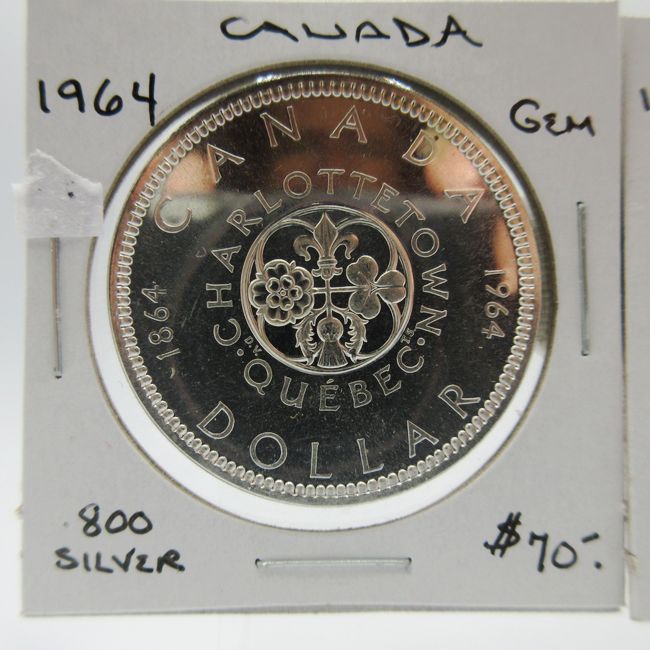 CANADA
1964
GEM
CANADA
CHARLOTTETOWN
1864
1964
D.V.
T.S.
• QUÉBEC •
DOLLAR
.800
SILVER
$70.-